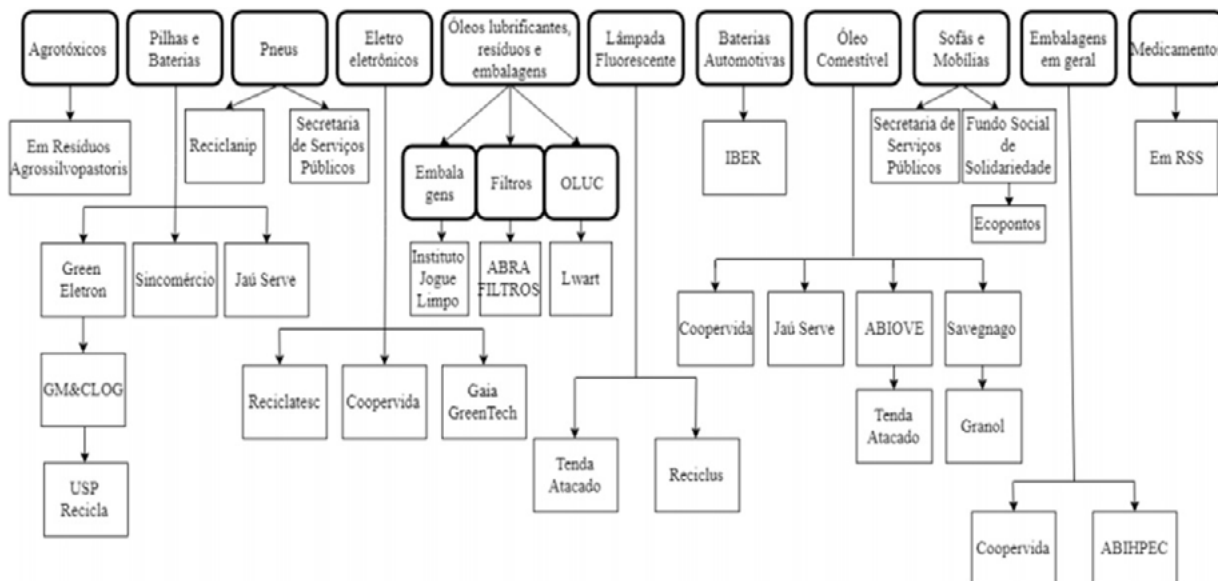 Agrotóxicos
Pilhas e
Baterias
Pneus
Eletro
eletrônicos
Óleos lubrificantes,
resíduos e
embalagens
Lâmpada
Fluorescente
Baterias
Automotivas
Óleo
Comestível
Sofás e
Mobílias
Embalagens
em geral
Medicamento
Em Resíduos
Agrossilvopastoris
Reciclanip
Secretaria
de Serviços
Públicos
Embala
gens
Filtros
OLUC
IBER
Secretaria de
Serviços
Públicos
Fundo Social
de
Solidariedade
Em RSS
Ecopontos
Green
Eletron
Sincomércio
Jaú Serve
Instituto
Jogue
Limpo
ABRA
FILTROS
Lwart
Coopervida
Jaú Serve
ABIOVE
Savegnago
GM&CLOG
Reciclatesc
Coopervida
Gaia
GreenTech
Tenda
Atacado
Granol
USP
Recicla
Tenda
Atacado
Reciclus
Coopervida
ABIHPEC